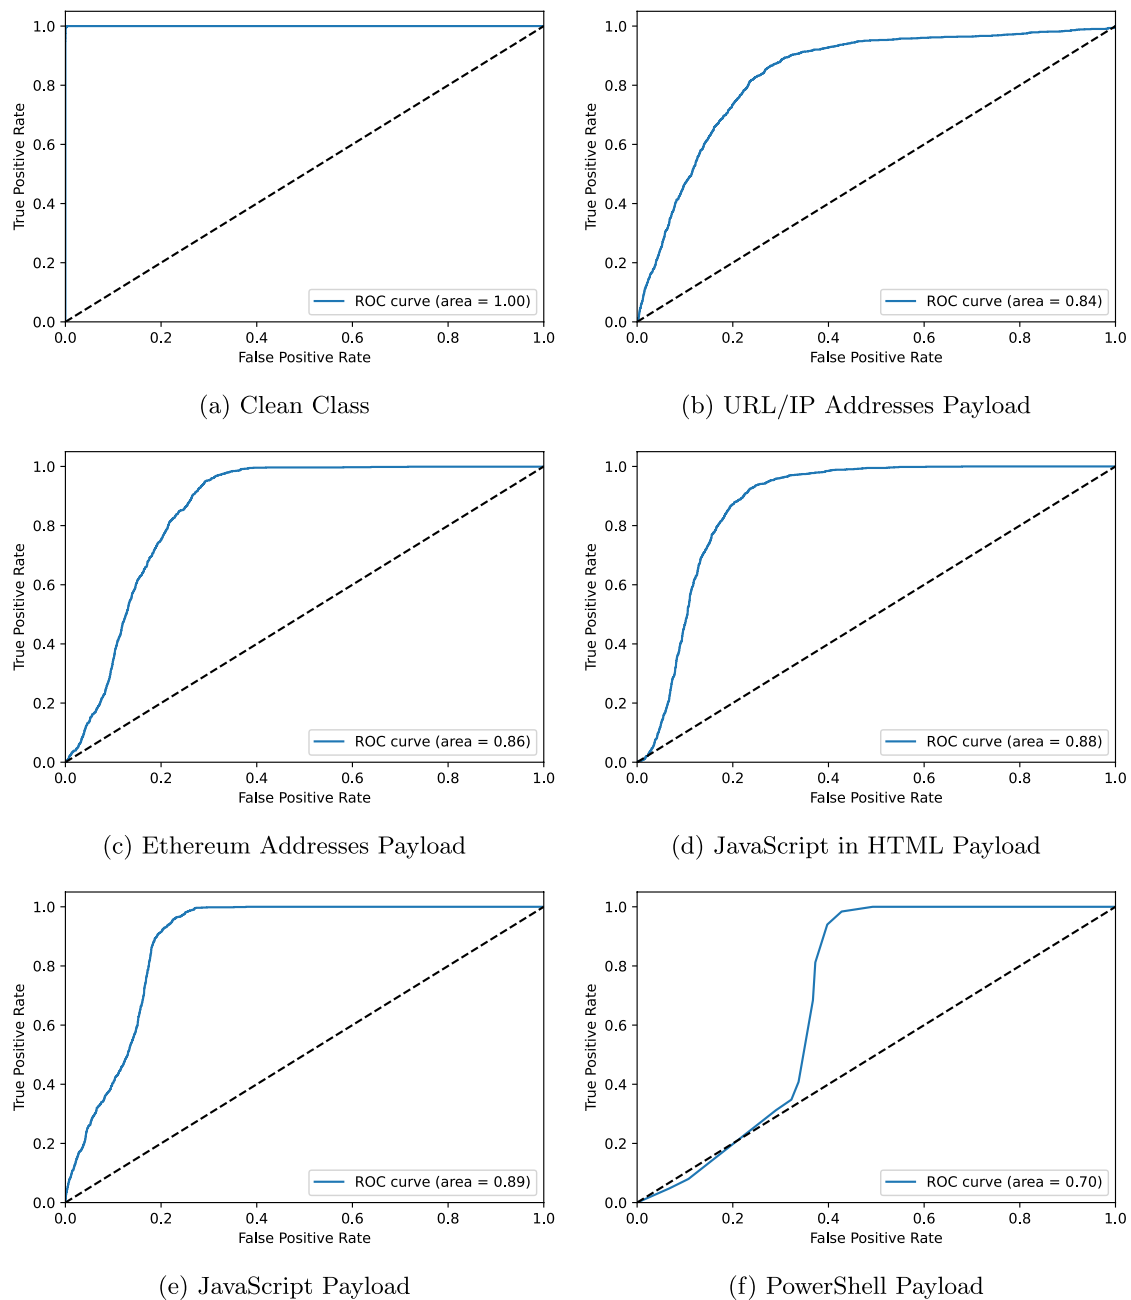 1.0
0.8
0.6
0.4
0.2
0.0
True Positive Rate
ROC curve (area = 1.00)
0.0 0.2 0.4 0.6 0.8 1.0
False Positive Rate
(a) Clean Class
1.0
0.8
0.6
0.4
0.2
0.0
True Positive Rate
ROC curve (area = 0.84)
0.0 0.2 0.4 0.6 0.8 1.0
False Positive Rate
(b) URL/IP Addresses Payload
1.0
0.8
0.6
0.4
0.2
0.0
True Positive Rate
ROC curve (area = 0.86)
0.0 0.2 0.4 0.6 0.8 1.0
False Positive Rate
(c) Ethereum Addresses Payload
1.0
0.8
0.6
0.4
0.2
0.0
True Positive Rate
ROC curve (area = 0.88)
0.0 0.2 0.4 0.6 0.8 1.0
False Positive Rate
(d) JavaScript in HTML Payload
1.0
0.8
0.6
0.4
0.2
0.0
True Positive Rate
ROC curve (area = 0.89)
0.0 0.2 0.4 0.6 0.8 1.0
False Positive Rate
(e) JavaScript Payload
1.0
0.8
0.6
0.4
0.2
0.0
True Positive Rate
ROC curve (area = 0.70)
0.0 0.2 0.4 0.6 0.8 1.0
False Positive Rate
(f) PowerShell Payload